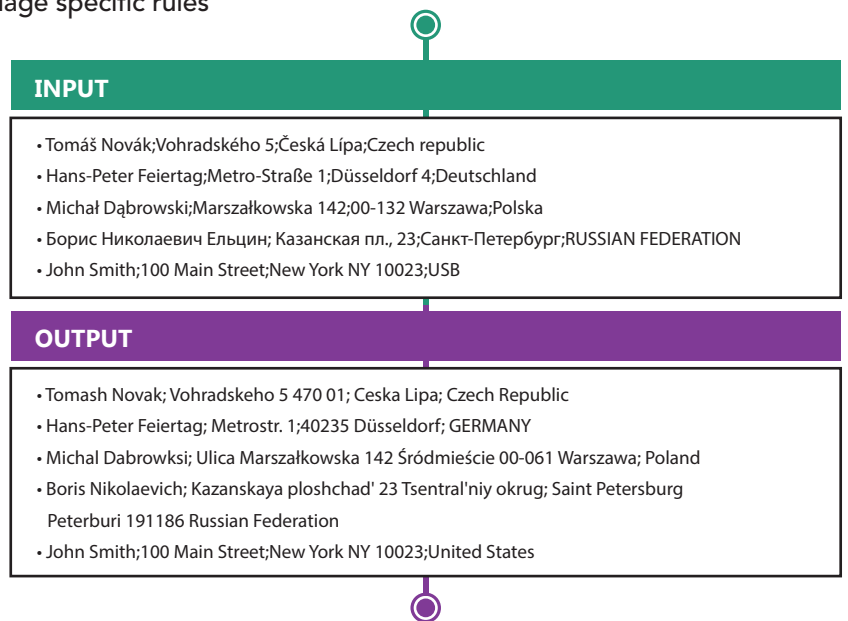 specific rules
INPUT
• Tomáš Novák;Vohradského 5;Česká Lípa;Czech republic
• Hans-Peter Feiertag;Metro-Straße 1;Düsseldorf 4;Deutschland
• Michał Dąbrowski;Marszałkowska 142;00-132 Warszawa;Polska
• Борис Николаевич Ельцин; Казанская пл., 23;Санкт-Петербург;RUSSIAN FEDERATION
• John Smith;100 Main Street;New York NY 10023;USB
OUTPUT
• Tomash Novak; Vohradskeho 5 470 01; Ceska Lipa; Czech Republic
• Hans-Peter Feiertag; Metrostr. 1;40235 Düsseldorf; GERMANY
• Michal Dabrowksi; Ulica Marszałkowska 142 Śródmieście 00-061 Warszawa; Poland
• Boris Nikolaevich; Kazanskaya ploshchad' 23 Tsentral'niy okrug; Saint Petersburg
Peterburi 191186 Russian Federation
• John Smith;100 Main Street;New York NY 10023;United States